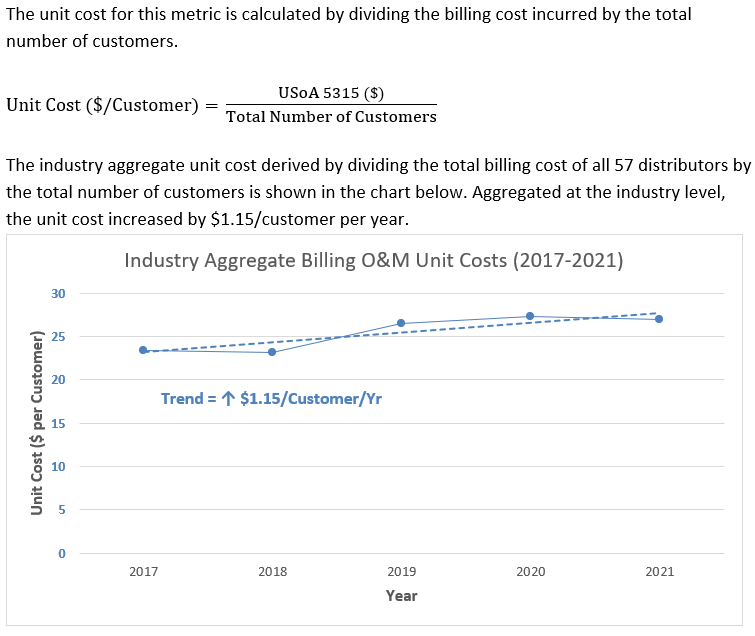 The unit cost for this metric is calculated by dividing the billing cost incurred by the total
number of customers.
Unit Cost ($/Customer) = USoA 5315 ($)
Total Number of Customers
The industry aggregate unit cost derived by dividing the total billing cost of all 57 distributors by
the total number of customers is shown in the chart below. Aggregated at the industry level,
the unit cost increased by $1.15/customer per year.
Industry Aggregate Billing O&M Unit Costs (2017-2021)
Unit Cost ($ per Customer)
30
25
20
15
10
5
0
Trend = ↑ $1.15/Customer/Yr
2017 2018 2019 2020 2021
Year